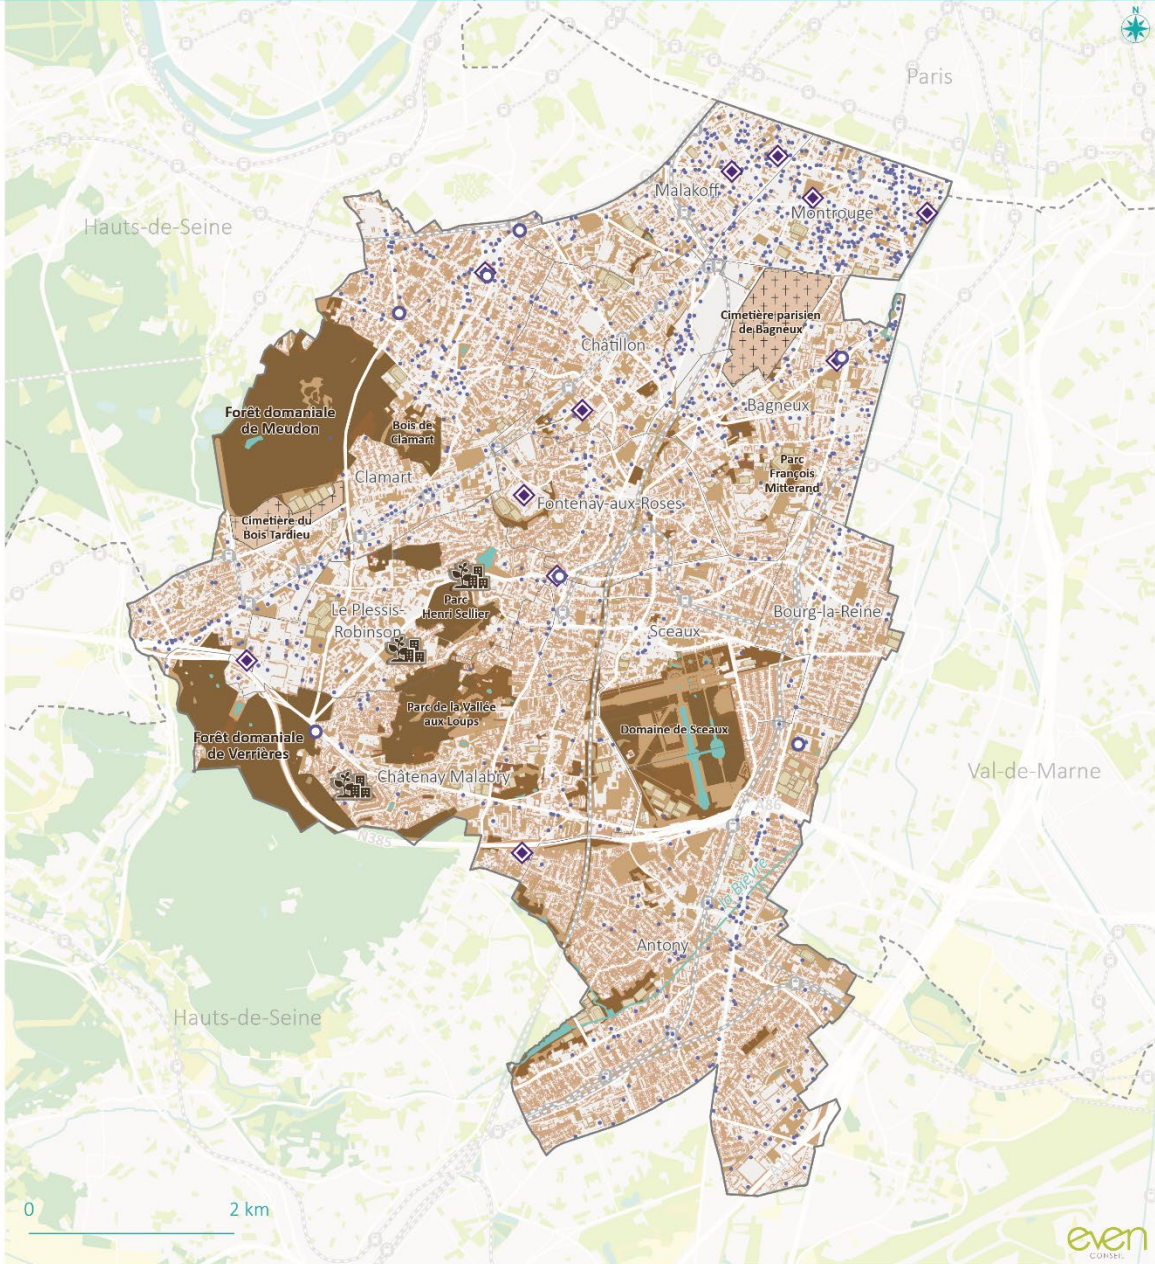 N
Paris
Malakoff
Hauts-de-Seine
Montrouge
Cimetière parisien
de Bagneux
Châtillon
Forêt domaniale
de Meudon
Bois de
Clamart
Bagneux
Parc
François
Mitterand
Clamart
Fontenay-aux-Roses
Cimetière du
Bois Tardieu
Parc
Henri Sellier
Le Plessis-
Robinson
Bourg-la-Reine
Sceaux
Parc de la Vallée
aux Loups
Domaine de Sceaux
Forêt domaniale
de Verrières
Châtenay Malabry
Val-de-Marne
A86
N385
la Bièvre
Antony
Hauts-de-Seine
0 2 km
even
CONSEIL